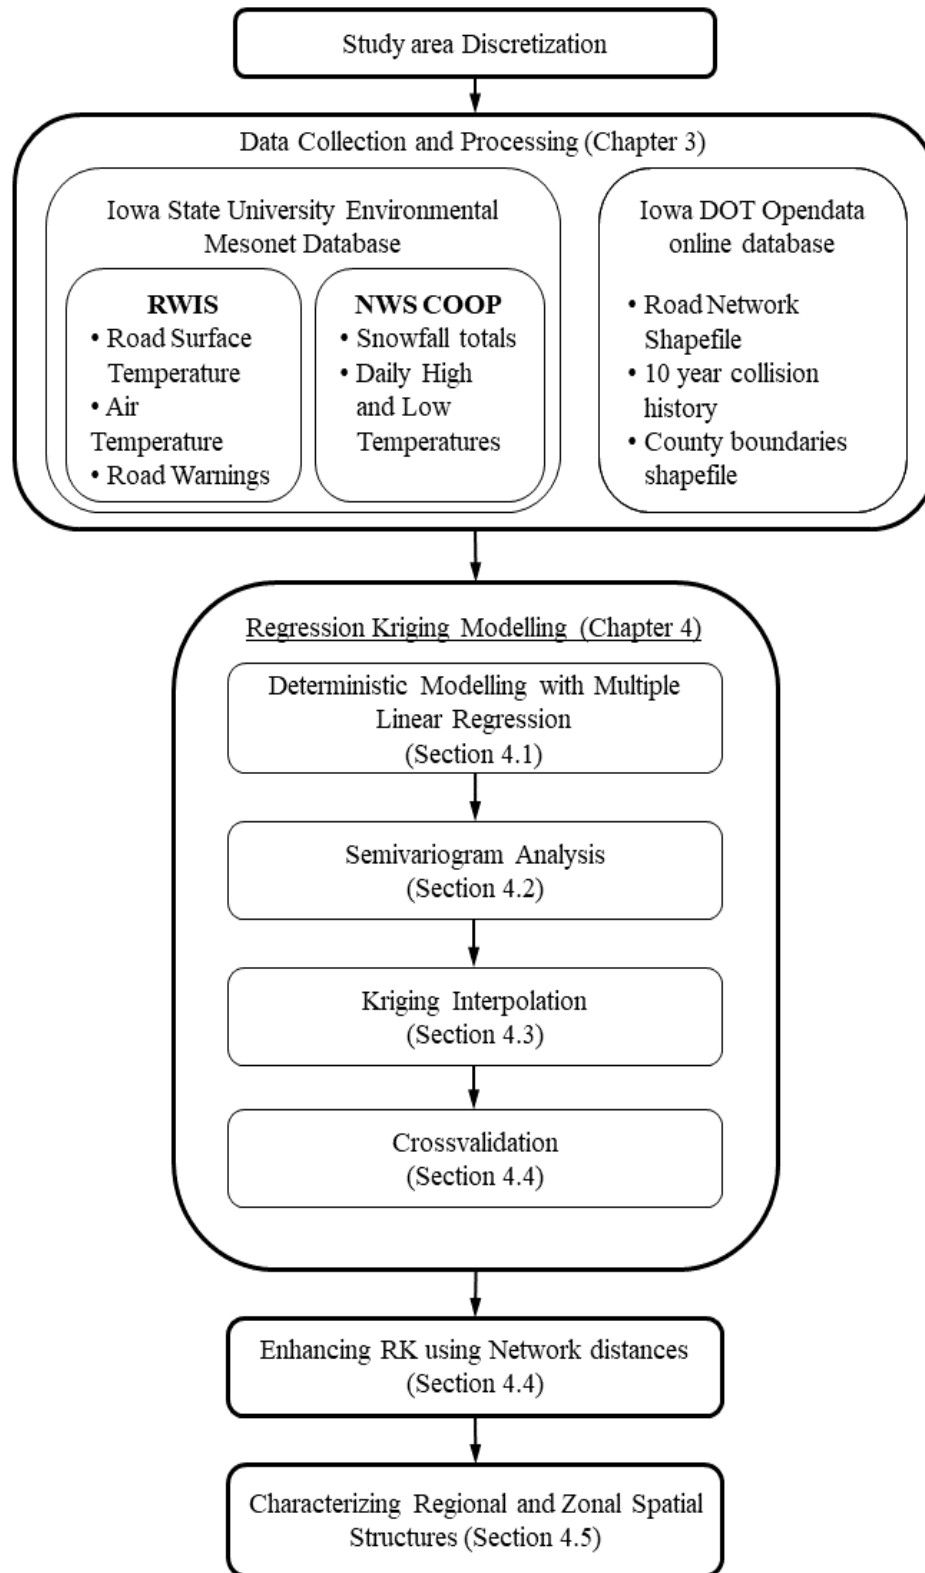 Study area Discretization
Data Collection and Processing (Chapter 3)
Iowa State University Environmental
Mesonet Database
RWIS
• Road Surface
Temperature
• Air
Temperature
• Road Warnings
NWS COOP
• Snowfall totals
• Daily High
and Low
Temperatures
Iowa DOT Opendata
online database
• Road Network
Shapefile
• 10 year collision
history
• County boundaries
shapefile
Regression Kriging Modelling (Chapter 4)
Deterministic Modelling with Multiple
Linear Regression
(Section 4.1)
Semivariogram Analysis
(Section 4.2)
Kriging Interpolation
(Section 4.3)
Crossvalidation
(Section 4.4)
Enhancing RK using Network distances
(Section 4.4)
Characterizing Regional and Zonal Spatial
Structures (Section 4.5)